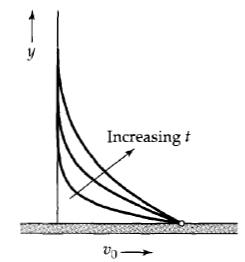 y
Increasing t
v₀